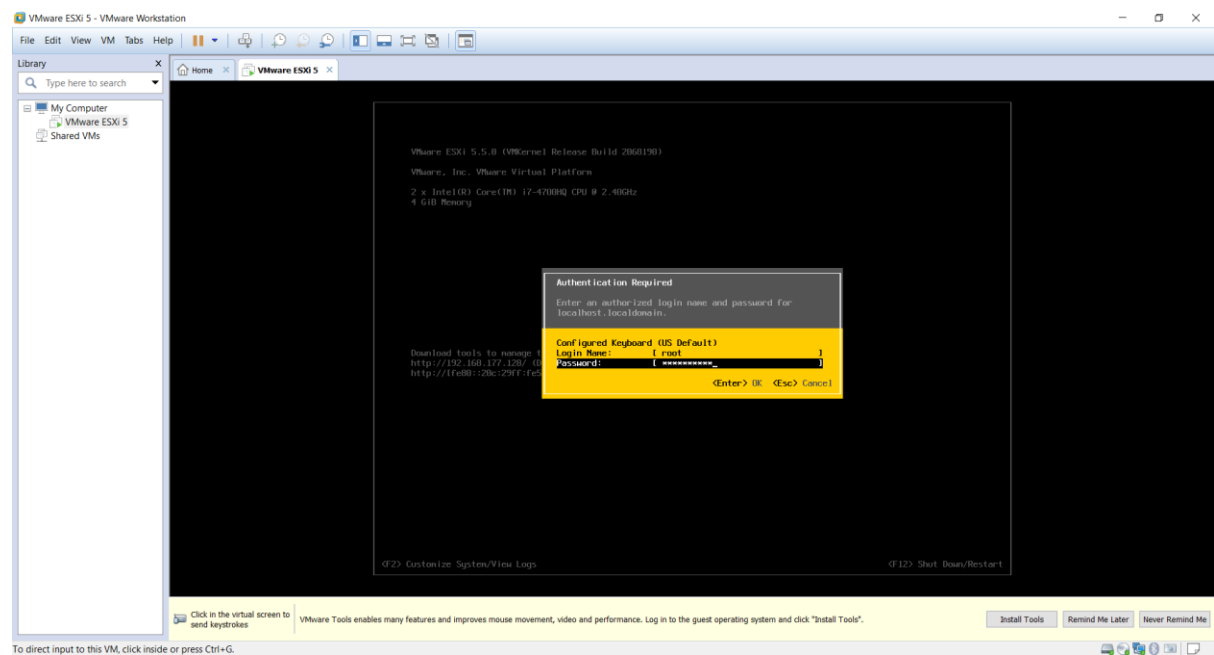 VMware ESXi 5 - VMware Workstation
File Edit View VM Tabs Help
Library
Home
VMware ESXi 5
Type here to search
My Computer
VMware ESXi 5
Shared VMs
VMware ESXi 5.5.0 (VMKernel Release Build 2068190)
VMware, Inc. VMware Virtual Platform
2 x Intel(R) Core(TM) i7-4700HQ CPU @ 2.40GHz
4 GiB Memory
Authentication Required
Enter an authorized login name and password for
localhost.localdomain.
Configured Keyboard (US Default)
Login Name: [ root ]
Password: [ **********_ ]
<Enter> OK <Esc> Cancel
Download tools to manage t
http://192.168.177.128/ (D
http://[fe80::20c:29ff:fe5
<F2> Customize System/View Logs
<F12> Shut Down/Restart
Click in the virtual screen to
send keystrokes
VMware Tools enables many features and improves mouse movement, video and performance. Log in to the guest operating system and click "Install Tools".
Install Tools
Remind Me Later
Never Remind Me
To direct input to this VM, click inside or press Ctrl+G.